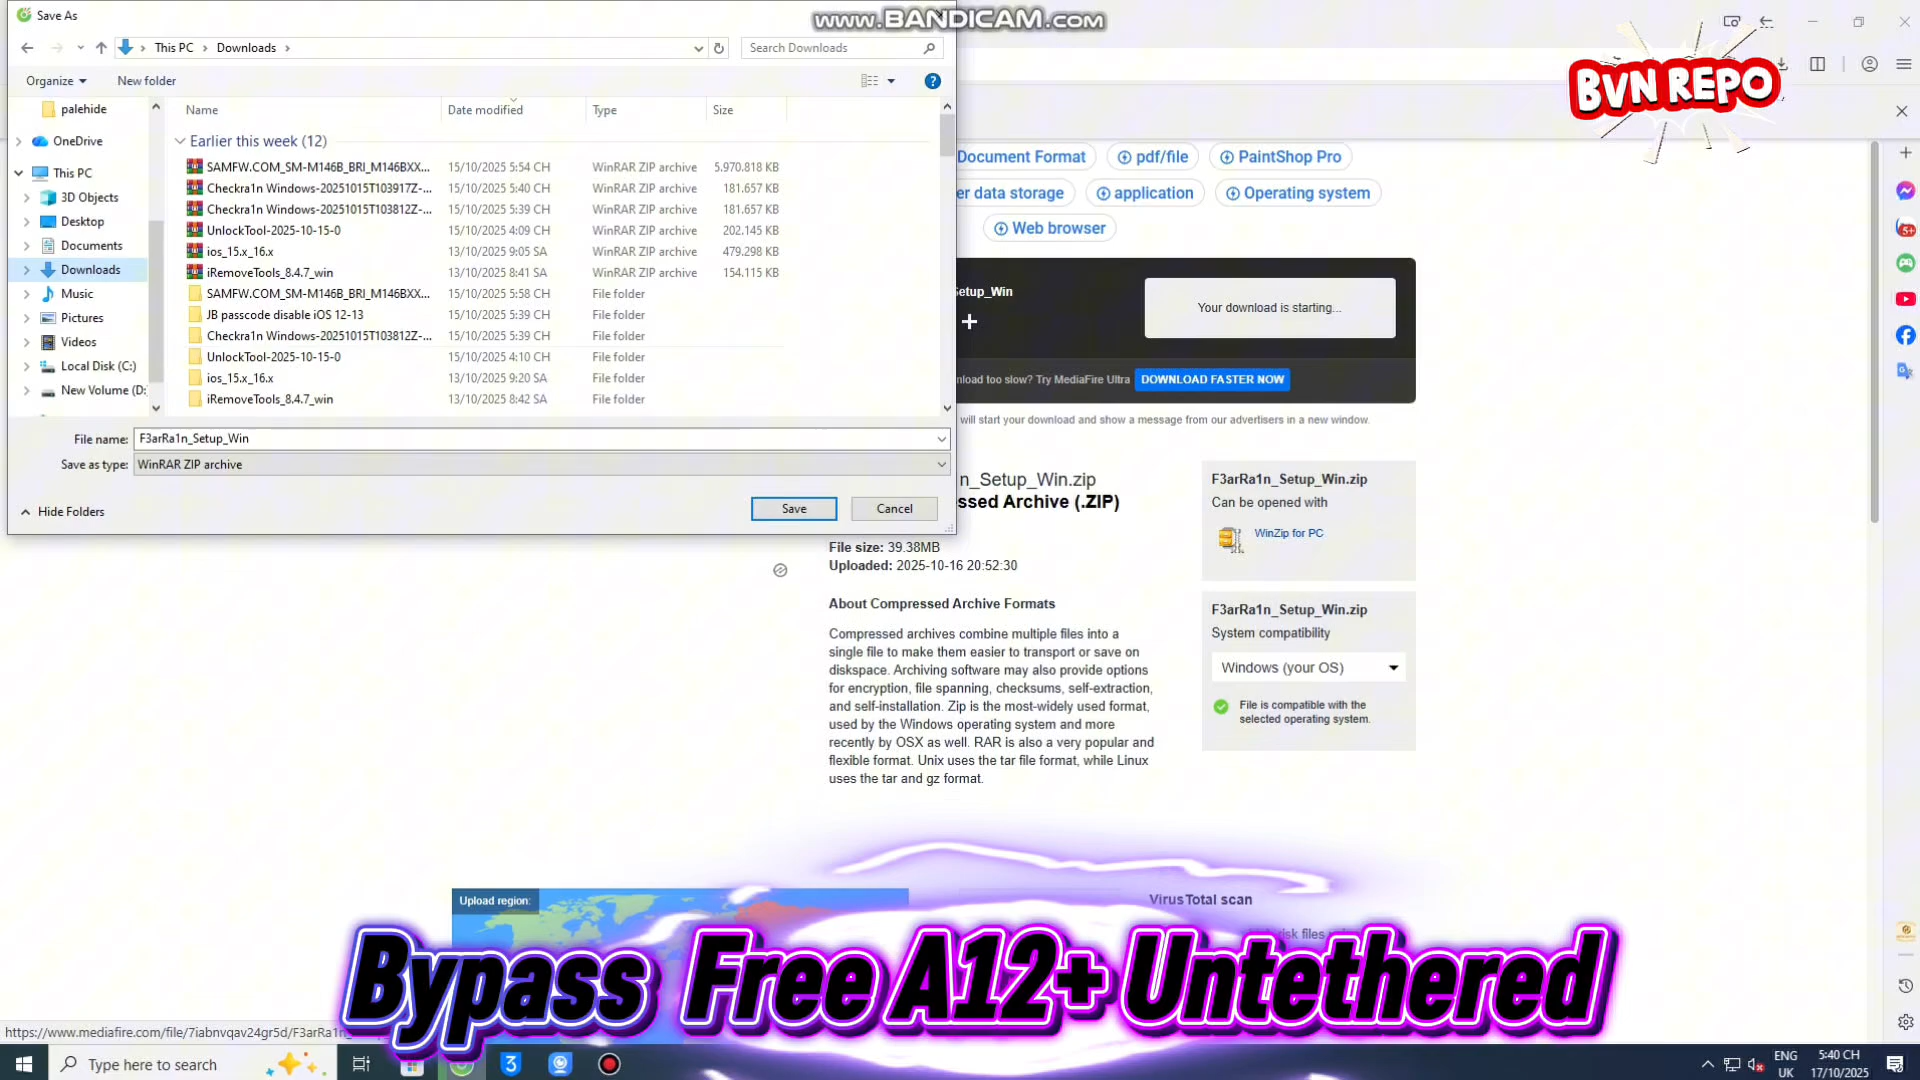 Save As
www.BANDICAM.com
This PC > Downloads >
Search Downloads
BVN REPO
Organize
New folder
palehide
OneDrive
This PC
3D Objects
Desktop
Documents
Downloads
Music
Pictures
Videos
Local Disk (C:)
New Volume (D:
Name Date modified Type Size
Earlier this week (12)
SAMFW.COM_SM-M146B_BRI_M146BXX... 15/10/2025 5:54 CH WinRAR ZIP archive 5.970.818 KB
Checkra1n Windows-20251015T103917Z-... 15/10/2025 5:40 CH WinRAR ZIP archive 181.657 KB
Checkra1n Windows-20251015T103812Z-... 15/10/2025 5:39 CH WinRAR ZIP archive 181.657 KB
UnlockTool-2025-10-15-0 15/10/2025 4:09 CH WinRAR ZIP archive 202.145 KB
ios_15.x_16.x 13/10/2025 9:05 SA WinRAR ZIP archive 479.298 KB
iRemoveTools_8.4.7_win 13/10/2025 8:41 SA WinRAR ZIP archive 154.115 KB
SAMFW.COM_SM-M146B_BRI_M146BXX... 15/10/2025 5:58 CH File folder
JB passcode disable iOS 12-13 15/10/2025 5:39 CH File folder
Checkra1n Windows-20251015T103812Z-... 15/10/2025 5:39 CH File folder
UnlockTool-2025-10-15-0 15/10/2025 4:10 CH File folder
ios_15.x_16.x 13/10/2025 9:20 SA File folder
iRemoveTools_8.4.7_win 13/10/2025 8:42 SA File folder
File name: F3arRa1n_Setup_Win
Save as type: WinRAR ZIP archive
Hide Folders
Save
Cancel
Document Format
pdf/file
PaintShop Pro
er data storage
application
Operating system
Web browser
Setup_Win
Your download is starting...
nload too slow? Try MediaFire Ultra
DOWNLOAD FASTER NOW
will start your download and show a message from our advertisers in a new window.
n_Setup_Win.zip
ssed Archive (.ZIP)
File size: 39.38MB
Uploaded: 2025-10-16 20:52:30
About Compressed Archive Formats
Compressed archives combine multiple files into a
single file to make them easier to transport or save on
diskspace. Archiving software may also provide options
for encryption, file spanning, checksums, self-extraction,
and self-installation. Zip is the most-widely used format,
used by the Windows operating system and more
recently by OSX as well. RAR is also a very popular and
flexible format. Unix uses the tar file format, while Linux
uses the tar and gz format.
F3arRa1n_Setup_Win.zip
Can be opened with
WinZip for PC
F3arRa1n_Setup_Win.zip
System compatibility
Windows (your OS)
File is compatible with the
selected operating system.
Upload region:
VirusTotal scan
Bypass Free A12+ Untethered
https://www.mediafire.com/file/7iabnvqav24gr5d/F3arRa1n_
Type here to search
ENG
UK
5:40 CH
17/10/2025